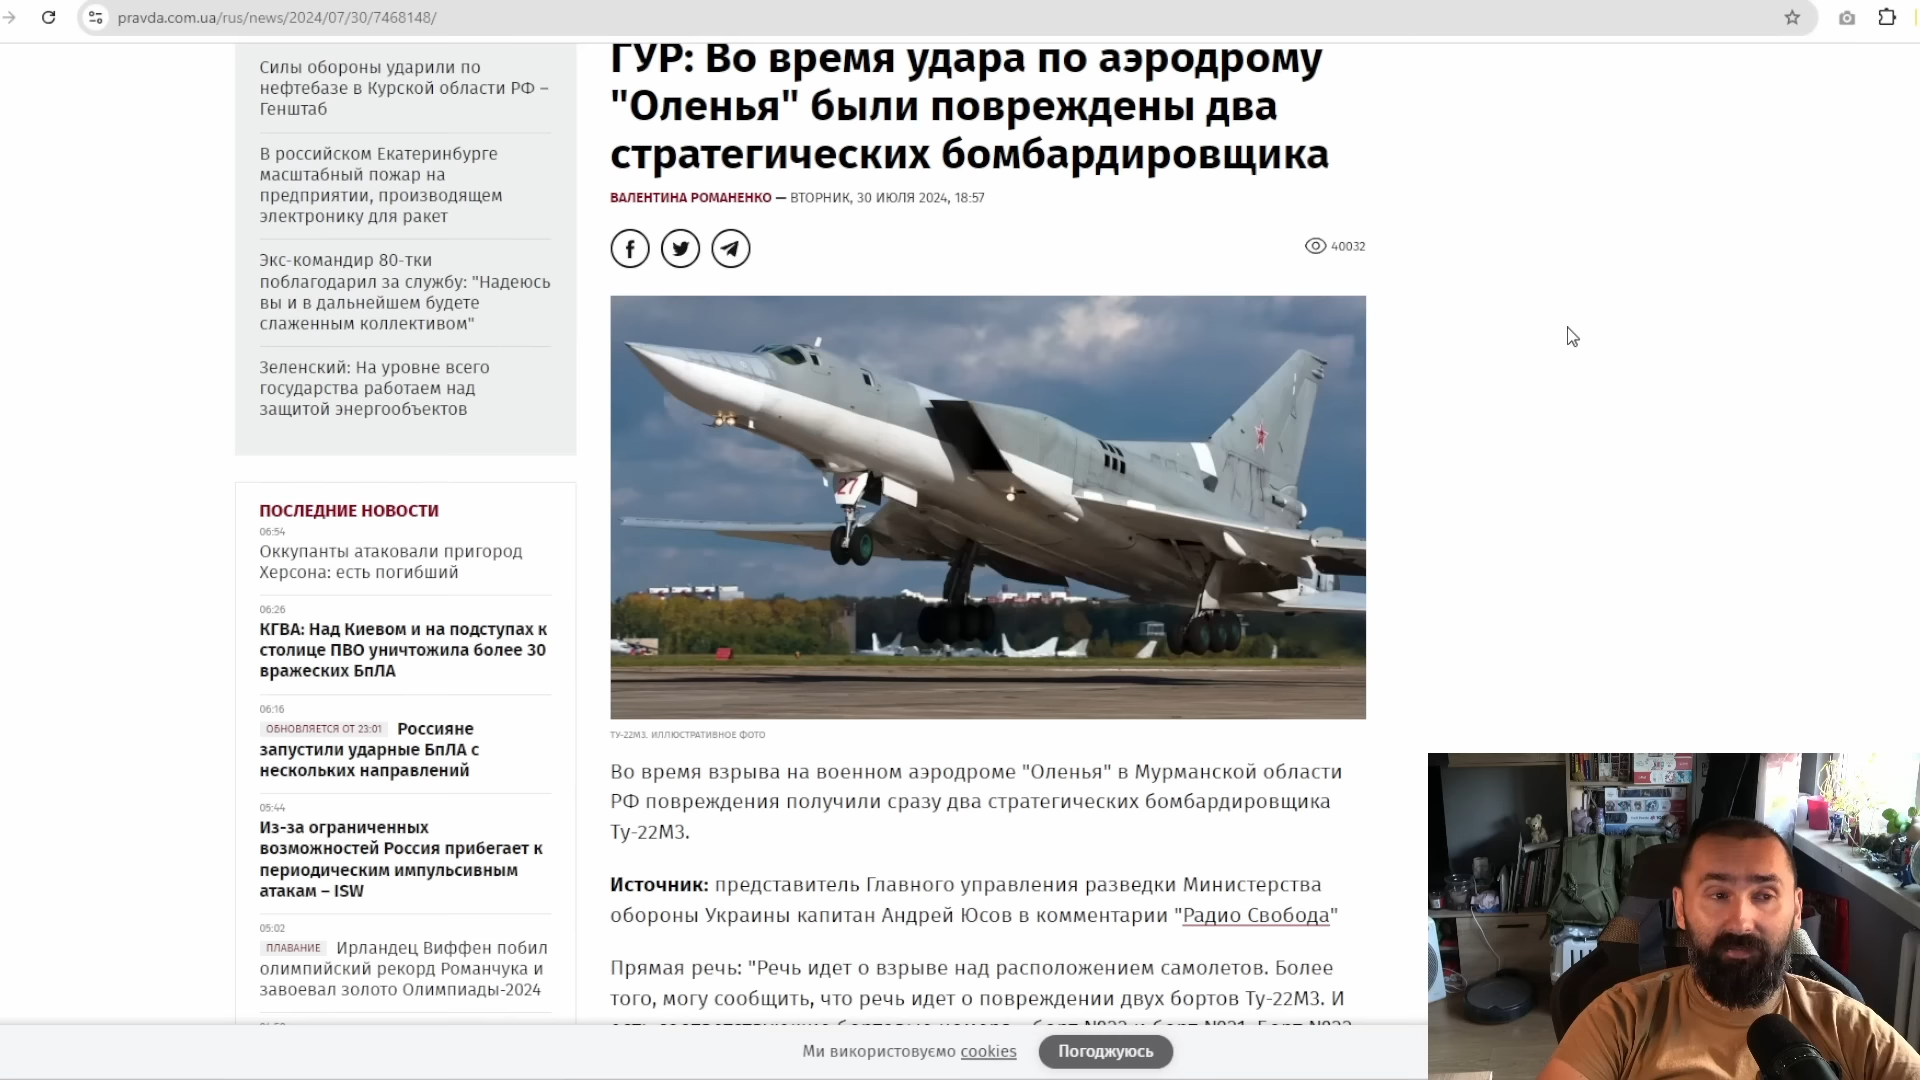 pravda.com.ua/rus/news/2024/07/30/7468148/
Силы обороны ударили по
нефтебазе в Курской области РФ –
Генштаб
В российском Екатеринбурге
масштабный пожар на
предприятии, производящем
электронику для ракет
Экс-командир 80-тки
поблагодарил за службу: "Надеюсь
вы и в дальнейшем будете
слаженным коллективом"
Зеленский: На уровне всего
государства работаем над
защитой энергообъектов
ПОСЛЕДНИЕ НОВОСТИ
06:54
Оккупанты атаковали пригород
Херсона: есть погибший
06:26
КГВА: Над Киевом и на подступах к
столице ПВО уничтожила более 30
вражеских БпЛА
06:16
ОБНОВЛЯЕТСЯ ОТ 23:01 Россияне
запустили ударные БпЛА с
нескольких направлений
05:44
Из-за ограниченных
возможностей Россия прибегает к
периодическим импульсивным
атакам – ISW
05:02
ПЛАВАНИЕ Ирландец Виффен побил
олимпийский рекорд Романчука и
завоевал золото Олимпиады-2024
ГУР: Во время удара по аэродрому
"Оленья" были повреждены два
стратегических бомбардировщика
ВАЛЕНТИНА РОМАНЕНКО — ВТОРНИК, 30 ИЮЛЯ 2024, 18:57
40032
27
ТУ-22М3. ИЛЛЮСТРАТИВНОЕ ФОТО
Во время взрыва на военном аэродроме "Оленья" в Мурманской области
РФ повреждения получили сразу два стратегических бомбардировщика
Ту-22М3.
Источник: представитель Главного управления разведки Министерства
обороны Украины капитан Андрей Юсов в комментарии "Радио Свобода"
Прямая речь: "Речь идет о взрыве над расположением самолетов. Более
того, могу сообщить, что речь идет о повреждении двух бортов Ту-22М3. И
Ми використовуємо cookies
Погоджуюсь